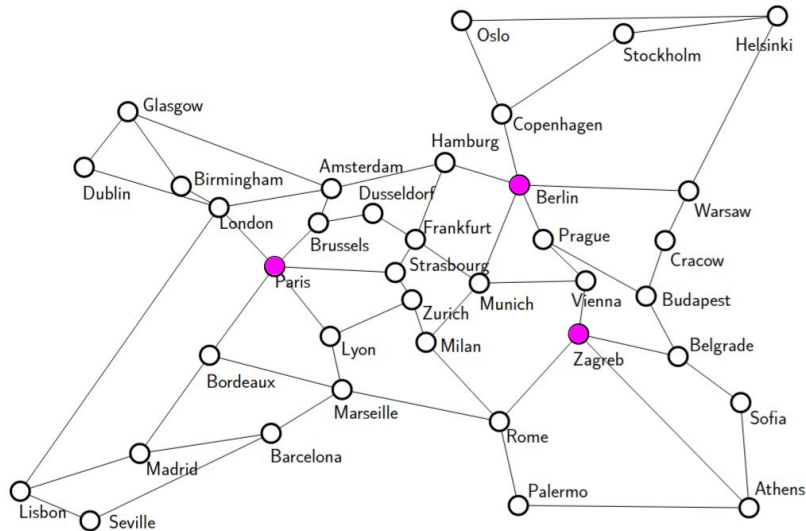 Oslo
Helsinki
Stockholm
Glasgow
Copenhagen
Hamburg
Amsterdam
Birmingham
Dublin
Dusseldorf
Berlin
Warsaw
London
Brussels
Frankfurt
Prague
Cracow
Strasbourg
Paris
Munich
Vienna
Budapest
Zurich
Lyon
Milan
Belgrade
Zagreb
Bordeaux
Marseille
Sofia
Rome
Barcelona
Madrid
Palermo
Athens
Lisbon
Seville